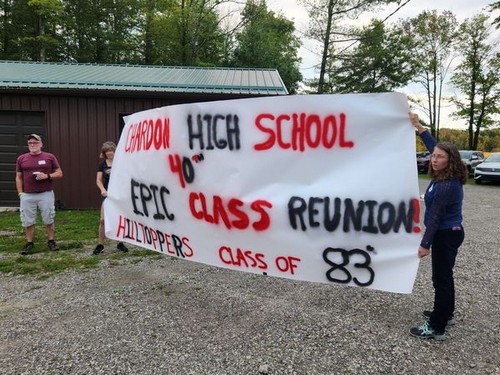 CHARDON HIGH SCHOOL
40TH
EPIC CLASS REUNION!
HILLTOPPERS CLASS OF 83'